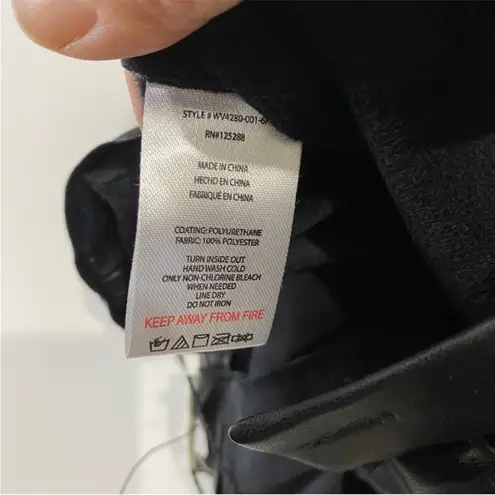 STYLE # WV4280-001-6/
RN#125288
MADE IN CHINA
HECHO EN CHINA
FABRIQUÉ EN CHINA
COATING: POLYURETHANE
FABRIC: 100% POLYESTER
TURN INSIDE OUT
HAND WASH COLD
ONLY NON-CHLORINE BLEACH
WHEN NEEDED
LINE DRY
DO NOT IRON
KEEP AWAY FROM FIRE